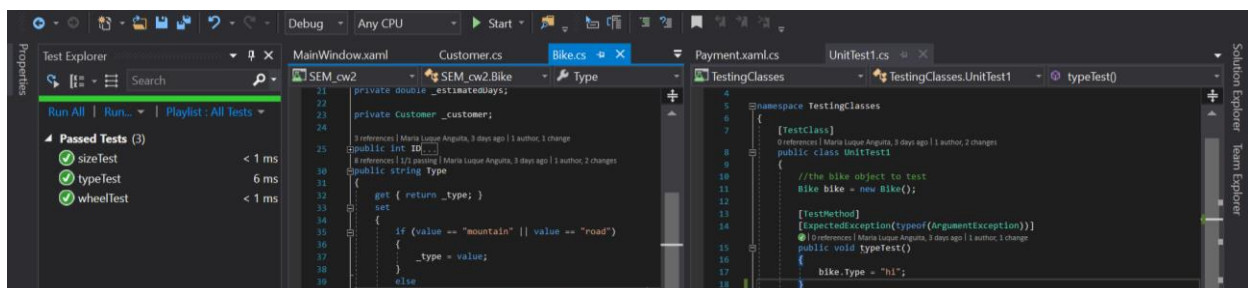 Debug
Any CPU
Start
Properties
Test Explorer
Search
Run All | Run... | Playlist : All Tests
Passed Tests (3)
sizeTest < 1 ms
typeTest 6 ms
wheelTest < 1 ms
MainWindow.xaml Customer.cs Bike.cs
SEM_cw2 SEM_cw2.Bike Type
21 private double _estimatedDays;
22
23 private Customer _customer;
24
3 references | Maria Luque Anguita, 3 days ago | 1 author, 1 change
25 public int ID...
8 references | 1/1 passing | Maria Luque Anguita, 3 days ago | 1 author, 2 changes
30 public string Type
31 {
32 get { return _type; }
33 set
34 {
35 if (value == "mountain" || value == "road")
36 {
37 _type = value;
38 }
39 else
Payment.xaml.cs UnitTest1.cs
TestingClasses TestingClasses.UnitTest1 typeTest()
4
5 namespace TestingClasses
6 {
7 [TestClass]
0 references | Maria Luque Anguita, 3 days ago | 1 author, 2 changes
8 public class UnitTest1
9 {
10 //the bike object to test
11 Bike bike = new Bike();
12
13 [TestMethod]
14 [ExpectedException(typeof(ArgumentException))]
0 references | Maria Luque Anguita, 3 days ago | 1 author, 1 change
15 public void typeTest()
16 {
17 bike.Type = "hi";
18 }
Solution Explorer
Team Explorer